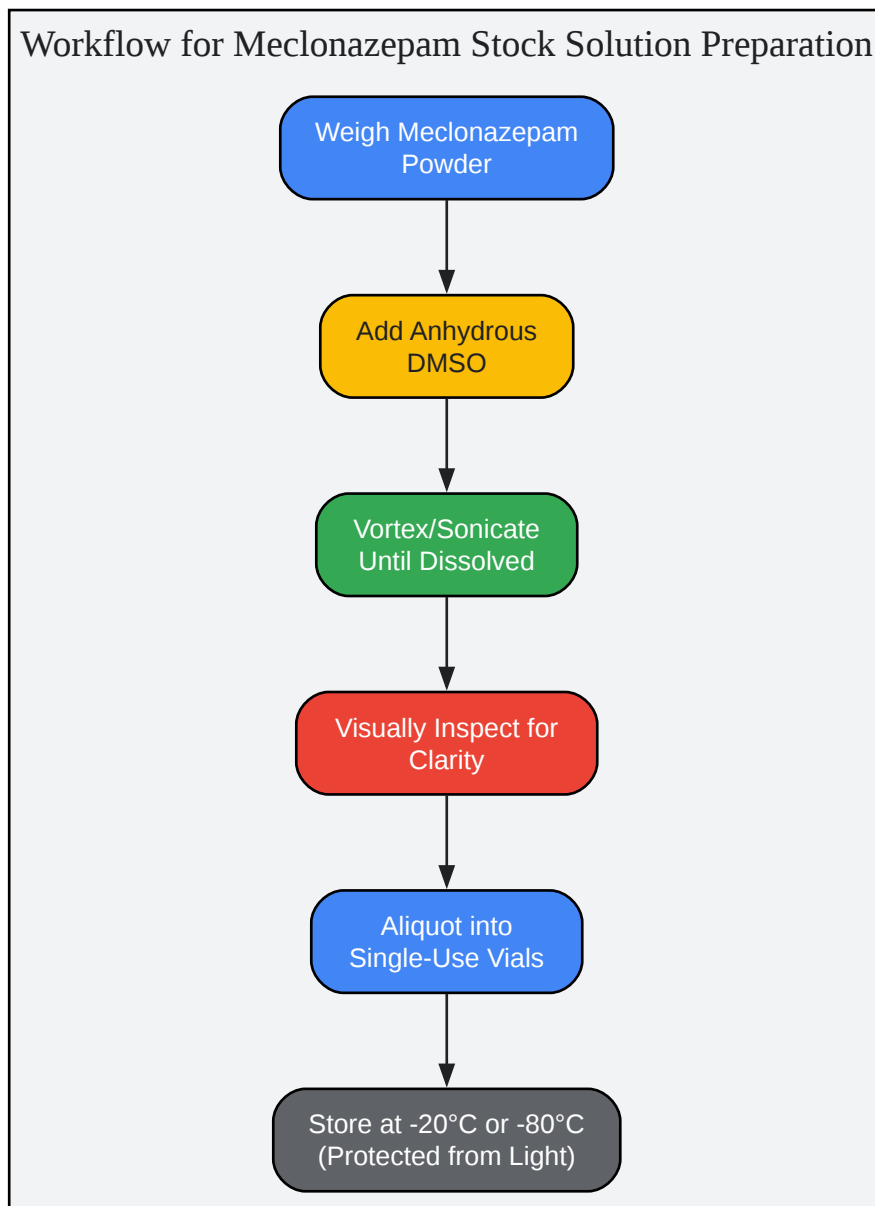 Workflow for Meclonazepam Stock Solution Preparation
Weigh Meclonazepam
Powder
Add Anhydrous
DMSO
Vortex/Sonicate
Until Dissolved
Visually Inspect for
Clarity
Aliquot into
Single-Use Vials
Store at -20°C or -80°C
(Protected from Light)